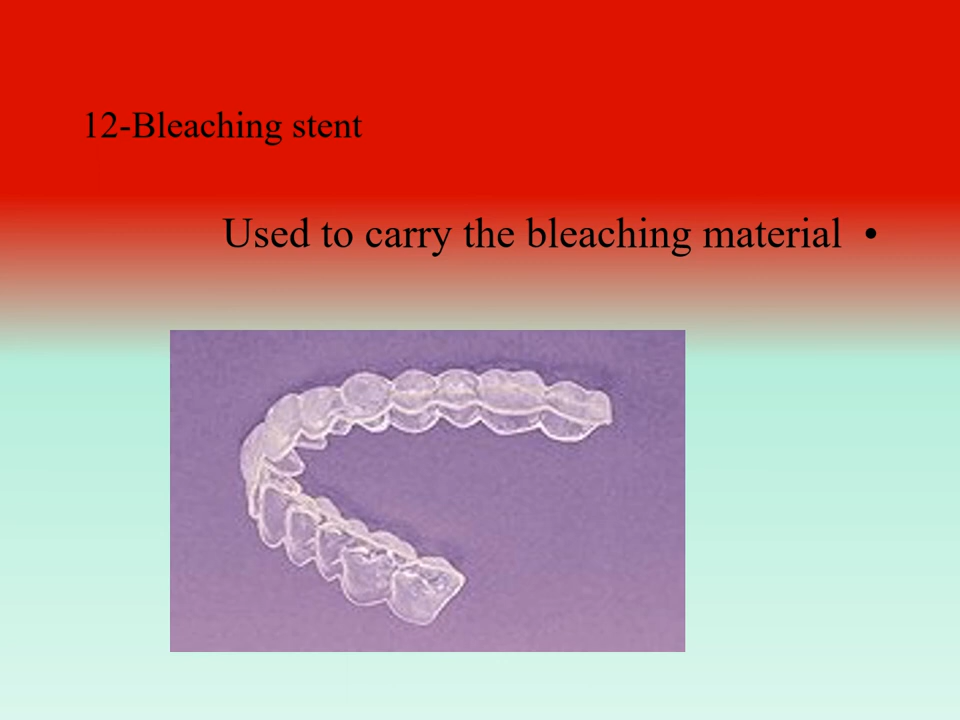 12-Bleaching stent
Used to carry the bleaching material •